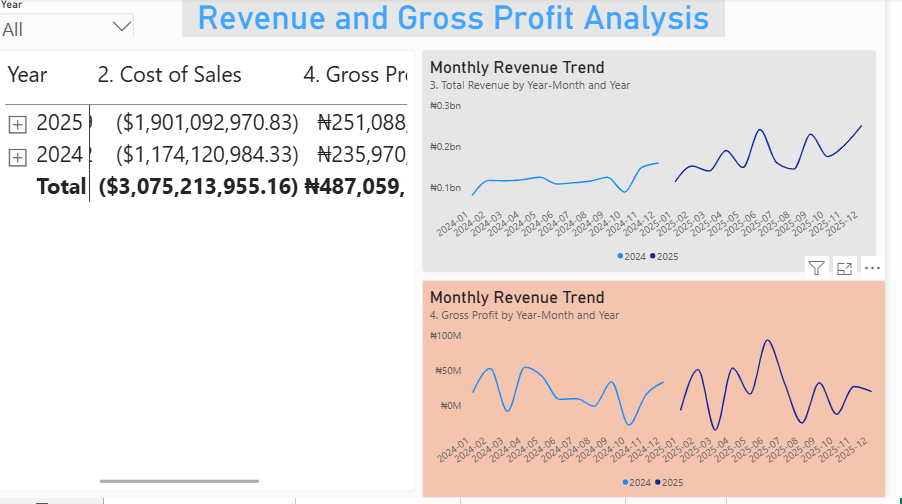 Year
Revenue and Gross Profit Analysis
All
Year 2. Cost of Sales 4. Gross Pr
2025 ($1,901,092,970.83) ₦251,088,
2024 ($1,174,120,984.33) ₦235,970,
Total ($3,075,213,955.16) ₦487,059,
Monthly Revenue Trend
3. Total Revenue by Year-Month and Year
₦0.3bn
₦0.2bn
₦0.1bn
2024-01 2024-02 2024-03 2024-04 2024-05 2024-06 2024-07 2024-08 2024-09 2024-10 2024-11 2024-12 2025-01 2025-02 2025-03 2025-04 2025-05 2025-06 2025-07 2025-08 2025-09 2025-10 2025-11 2025-12
2024 2025
Monthly Revenue Trend
4. Gross Profit by Year-Month and Year
₦100M
₦50M
₦0M
2024-01 2024-02 2024-03 2024-04 2024-05 2024-06 2024-07 2024-08 2024-09 2024-10 2024-11 2024-12 2025-01 2025-02 2025-03 2025-04 2025-05 2025-06 2025-07 2025-08 2025-09 2025-10 2025-11 2025-12
2024 2025